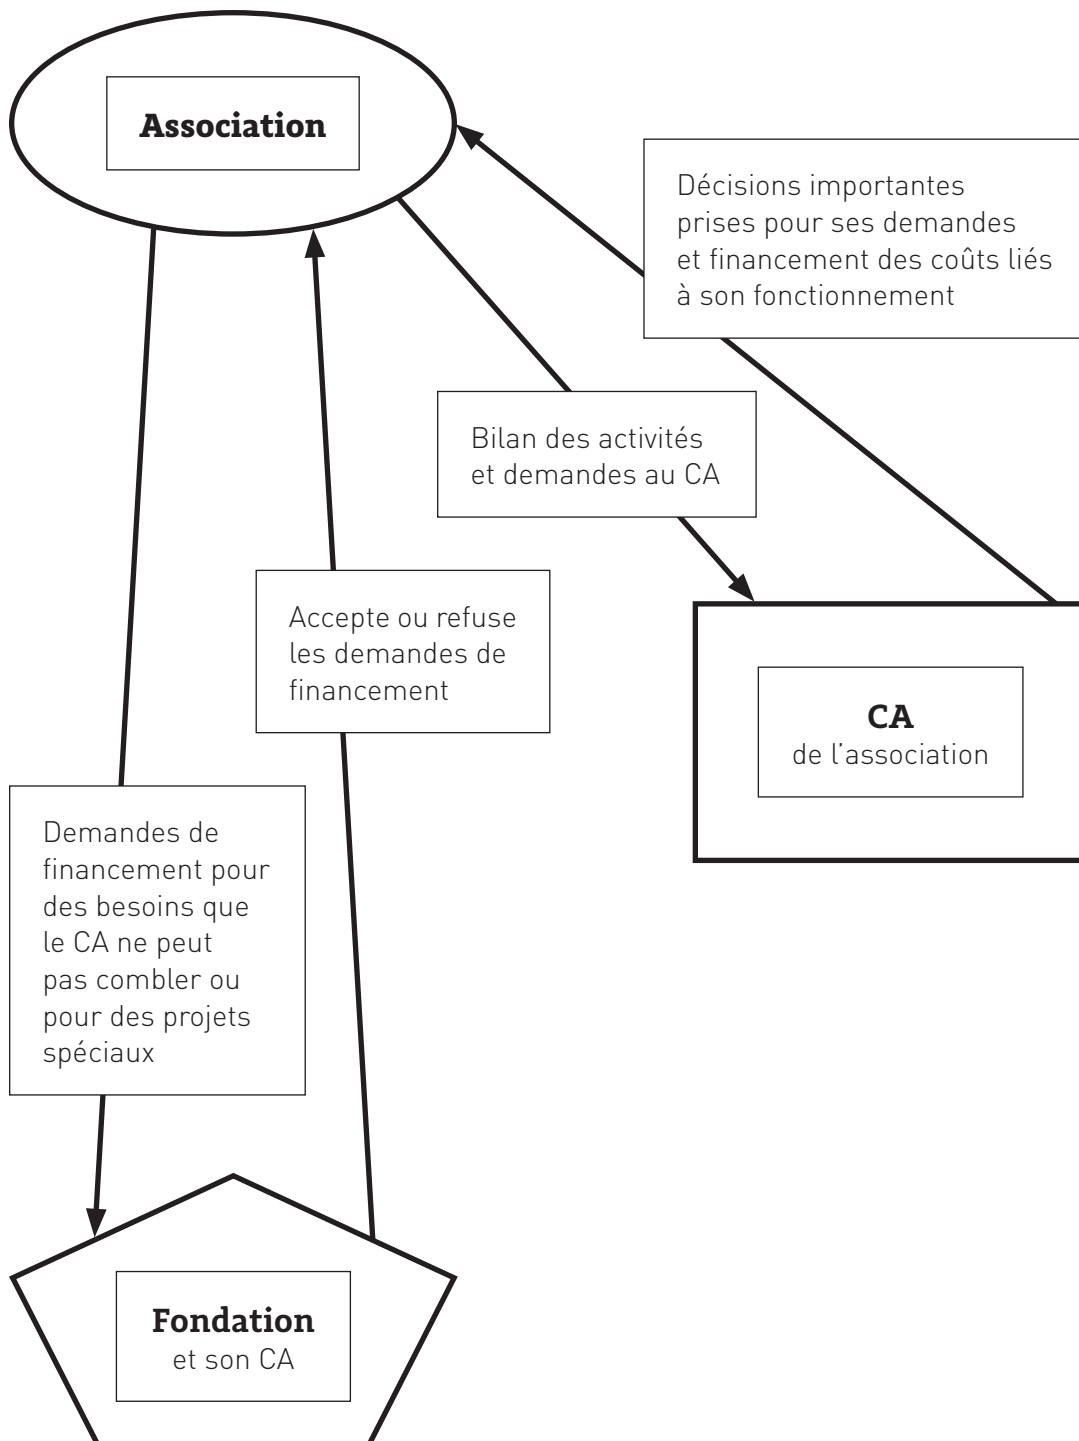 Association
Décisions importantes
prises pour ses demandes
et financement des coûts liés
à son fonctionnement
Bilan des activités
et demandes au CA
Accepte ou refuse
les demandes de
financement
CA
de l’association
Demandes de
financement pour
des besoins que
le CA ne peut
pas combler ou
pour des projets
spéciaux
Fondation
et son CA